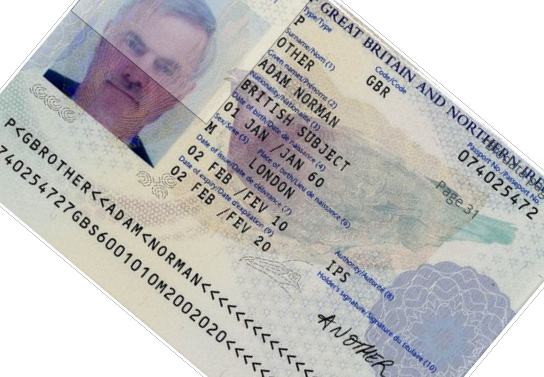 GREAT BRITAIN AND NORTHERN IRE
Type/Type Code/Code Passport No./Passeport No.
P GBR 074025472
Surname/Nom (1)
OTHER
Given names/Prénoms (2)
ADAM NORMAN
Nationality/Nationalité (3)
BRITISH SUBJECT
Date of birth/Date de naissance (4)
01 JAN /JAN 60
Sex/Sexe (5) Place of birth/Lieu de naissance (6)
M LONDON
Date of issue/Date de délivrance (7)
02 FEB /FEV 10
Authority/Autorité (8)
IPS
Date of expiry/Date d'expiration (9)
02 FEB /FEV 20
Holder's signature/Signature du titulaire (10)
ANOTHER
Page 31
P<GBROTHER<<ADAM<NORMAN<<<<<<<<<
740254727GBS6001010M2002020<<<<<